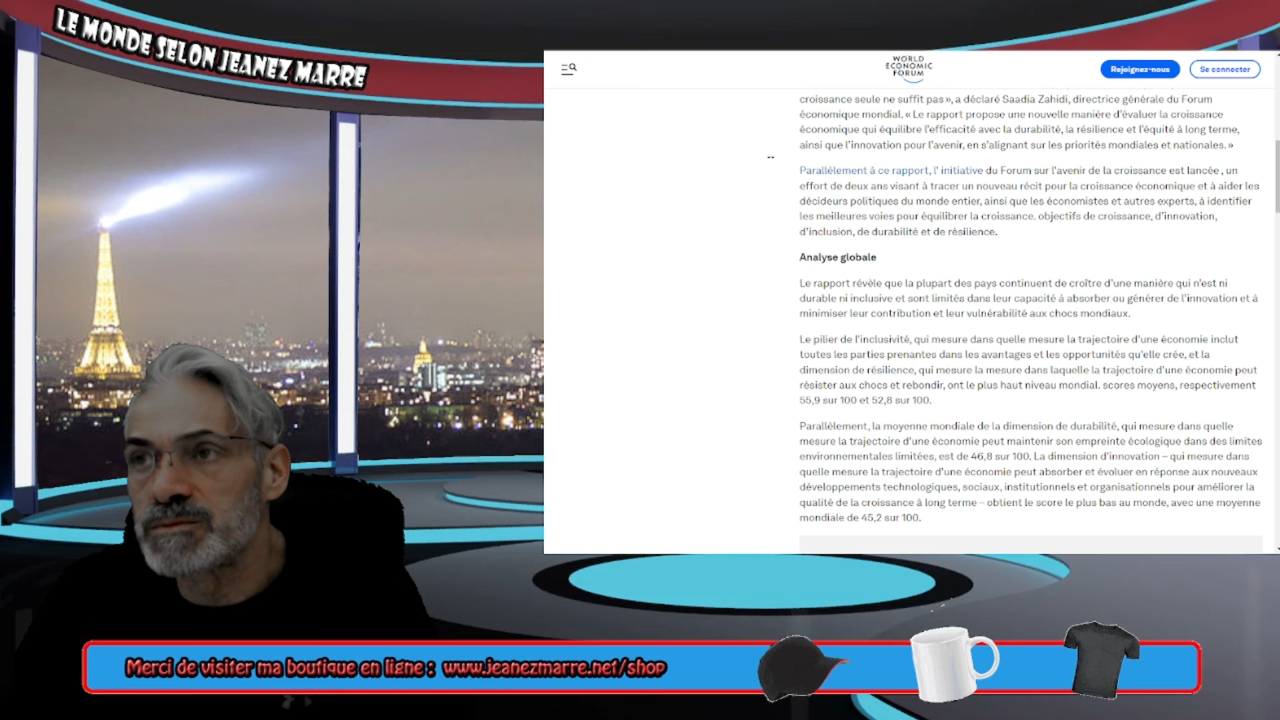 LE MONDE SELON JEANEZ MARRE
WORLD
ECONOMIC
FORUM
Rejoignez-nous
Se connecter
croissance seule ne suffit pas », a déclaré Saadia Zahidi, directrice générale du Forum
économique mondial. « Le rapport propose une nouvelle manière d'évaluer la croissance
économique qui équilibre l'efficacité avec la durabilité, la résilience et l'équité à long terme,
ainsi que l'innovation pour l'avenir, en s'alignant sur les priorités mondiales et nationales. »
Parallèlement à ce rapport, l' initiative du Forum sur l'avenir de la croissance est lancée , un
effort de deux ans visant à tracer un nouveau récit pour la croissance économique et à aider les
décideurs politiques du monde entier, ainsi que les économistes et autres experts, à identifier
les meilleures voies pour équilibrer la croissance. objectifs de croissance, d'innovation,
d'inclusion, de durabilité et de résilience.
Analyse globale
Le rapport révèle que la plupart des pays continuent de croître d'une manière qui n'est ni
durable ni inclusive et sont limités dans leur capacité à absorber ou générer de l'innovation et à
minimiser leur contribution et leur vulnérabilité aux chocs mondiaux.
Le pilier de l'inclusivité, qui mesure dans quelle mesure la trajectoire d'une économie inclut
toutes les parties prenantes dans les avantages et les opportunités qu'elle crée, et la
dimension de résilience, qui mesure la mesure dans laquelle la trajectoire d'une économie peut
résister aux chocs et rebondir, ont le plus haut niveau mondial. scores moyens, respectivement
55,9 sur 100 et 52,8 sur 100.
Parallèlement, la moyenne mondiale de la dimension de durabilité, qui mesure dans quelle
mesure la trajectoire d'une économie peut maintenir son empreinte écologique dans des limites
environnementales limitées, est de 46,8 sur 100. La dimension d'innovation – qui mesure dans
quelle mesure la trajectoire d'une économie peut absorber et évoluer en réponse aux nouveaux
développements technologiques, sociaux, institutionnels et organisationnels pour améliorer la
qualité de la croissance à long terme – obtient le score le plus bas au monde, avec une moyenne
mondiale de 45,2 sur 100.
Merci de visiter ma boutique en ligne : www.jeanezmarre.net/shop